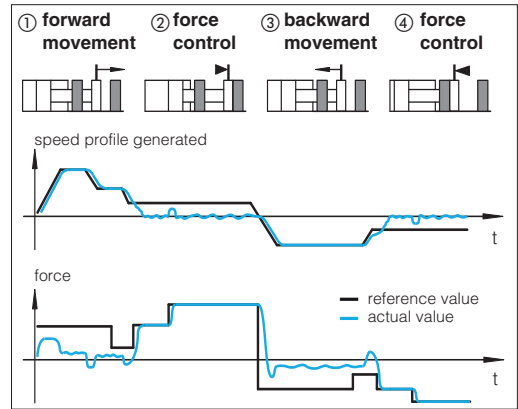 ① forward movement
② force control
③ backward movement
④ force control
speed profile generated
t
force
reference value
actual value
t